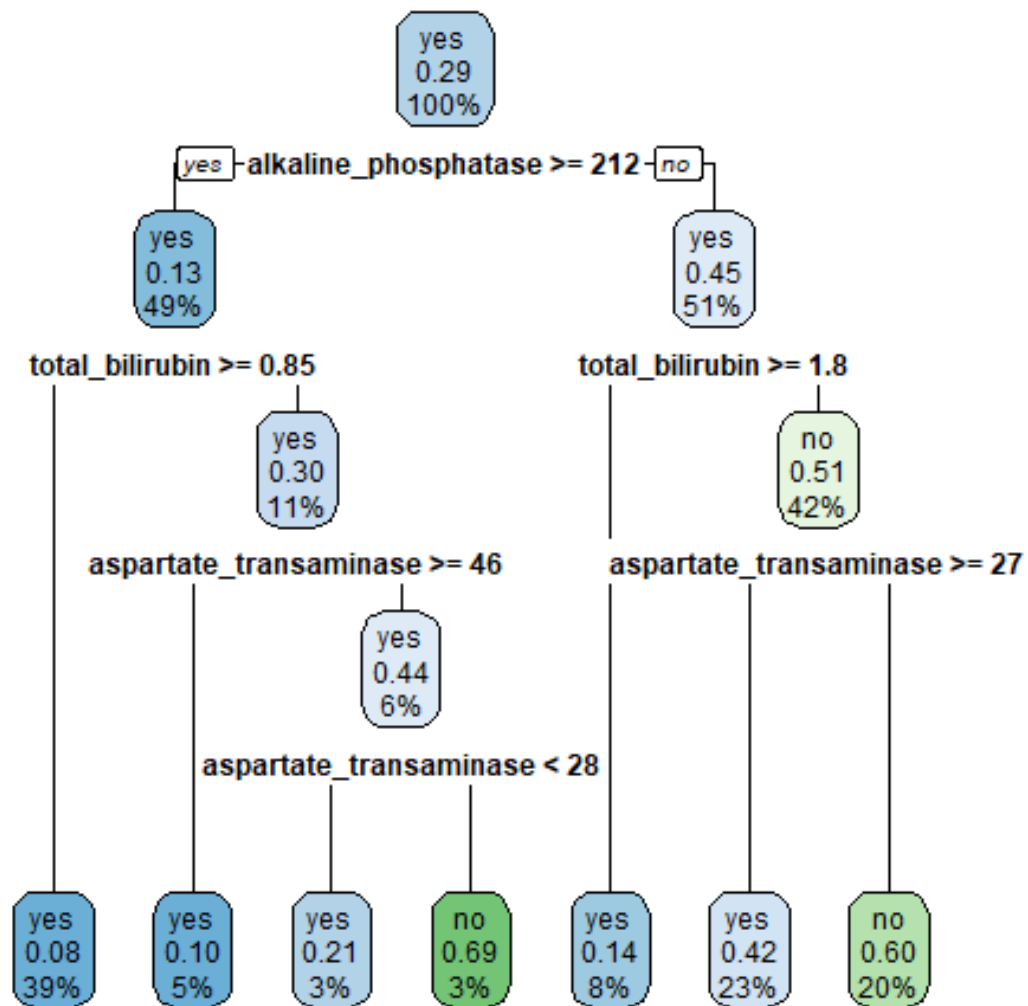 yes
0.29
100%
yes alkaline_phosphatase >= 212 no
yes
0.13
49%
yes
0.45
51%
total_bilirubin >= 0.85
total_bilirubin >= 1.8
yes
0.30
11%
no
0.51
42%
aspartate_transaminase >= 46
aspartate_transaminase >= 27
yes
0.44
6%
aspartate_transaminase < 28
yes
0.08
39%
yes
0.10
5%
yes
0.21
3%
no
0.69
3%
yes
0.14
8%
yes
0.42
23%
no
0.60
20%